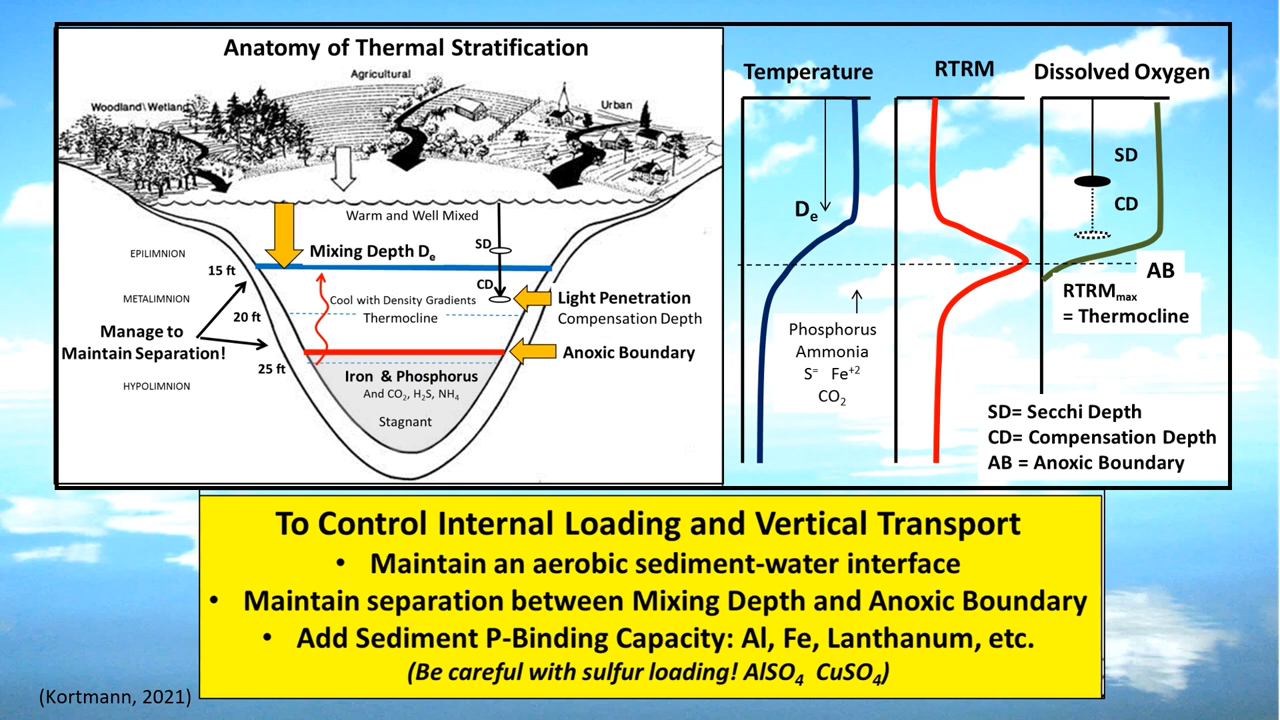 Anatomy of Thermal Stratification
Agricultural
Woodland\Wetland
Urban
Warm and Well Mixed
SD
EPILIMNION
Mixing Depth De
15 ft
CD
METALIMNION
Cool with Density Gradients
Light Penetration
20 ft
Thermocline
Compensation Depth
Manage to
Maintain Separation!
Anoxic Boundary
25 ft
HYPOLIMNION
Iron & Phosphorus
And CO₂, H₂S, NH₄
Stagnant
Temperature
RTRM
Dissolved Oxygen
SD
De
CD
AB
RTRMmax
= Thermocline
Phosphorus
Ammonia
S⁼ Fe⁺²
CO₂
SD= Secchi Depth
CD= Compensation Depth
AB = Anoxic Boundary
To Control Internal Loading and Vertical Transport
• Maintain an aerobic sediment-water interface
• Maintain separation between Mixing Depth and Anoxic Boundary
• Add Sediment P-Binding Capacity: Al, Fe, Lanthanum, etc.
(Be careful with sulfur loading! AlSO₄ CuSO₄)
(Kortmann, 2021)